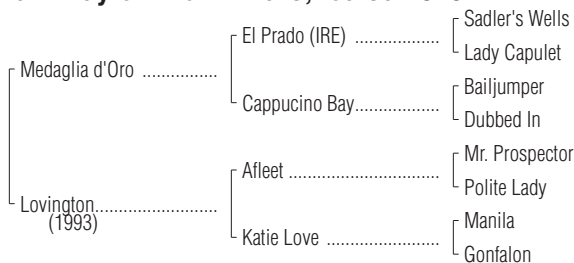 Sadler's Wells
El Prado (IRE) ...................
Lady Capulet
Medaglia d'Oro ................
Bailjumper
Cappucino Bay...................
Dubbed In
Mr. Prospector
Afleet ..................................
Polite Lady
Lovington...........................
(1993)
Manila
Katie Love .........................
Gonfalon